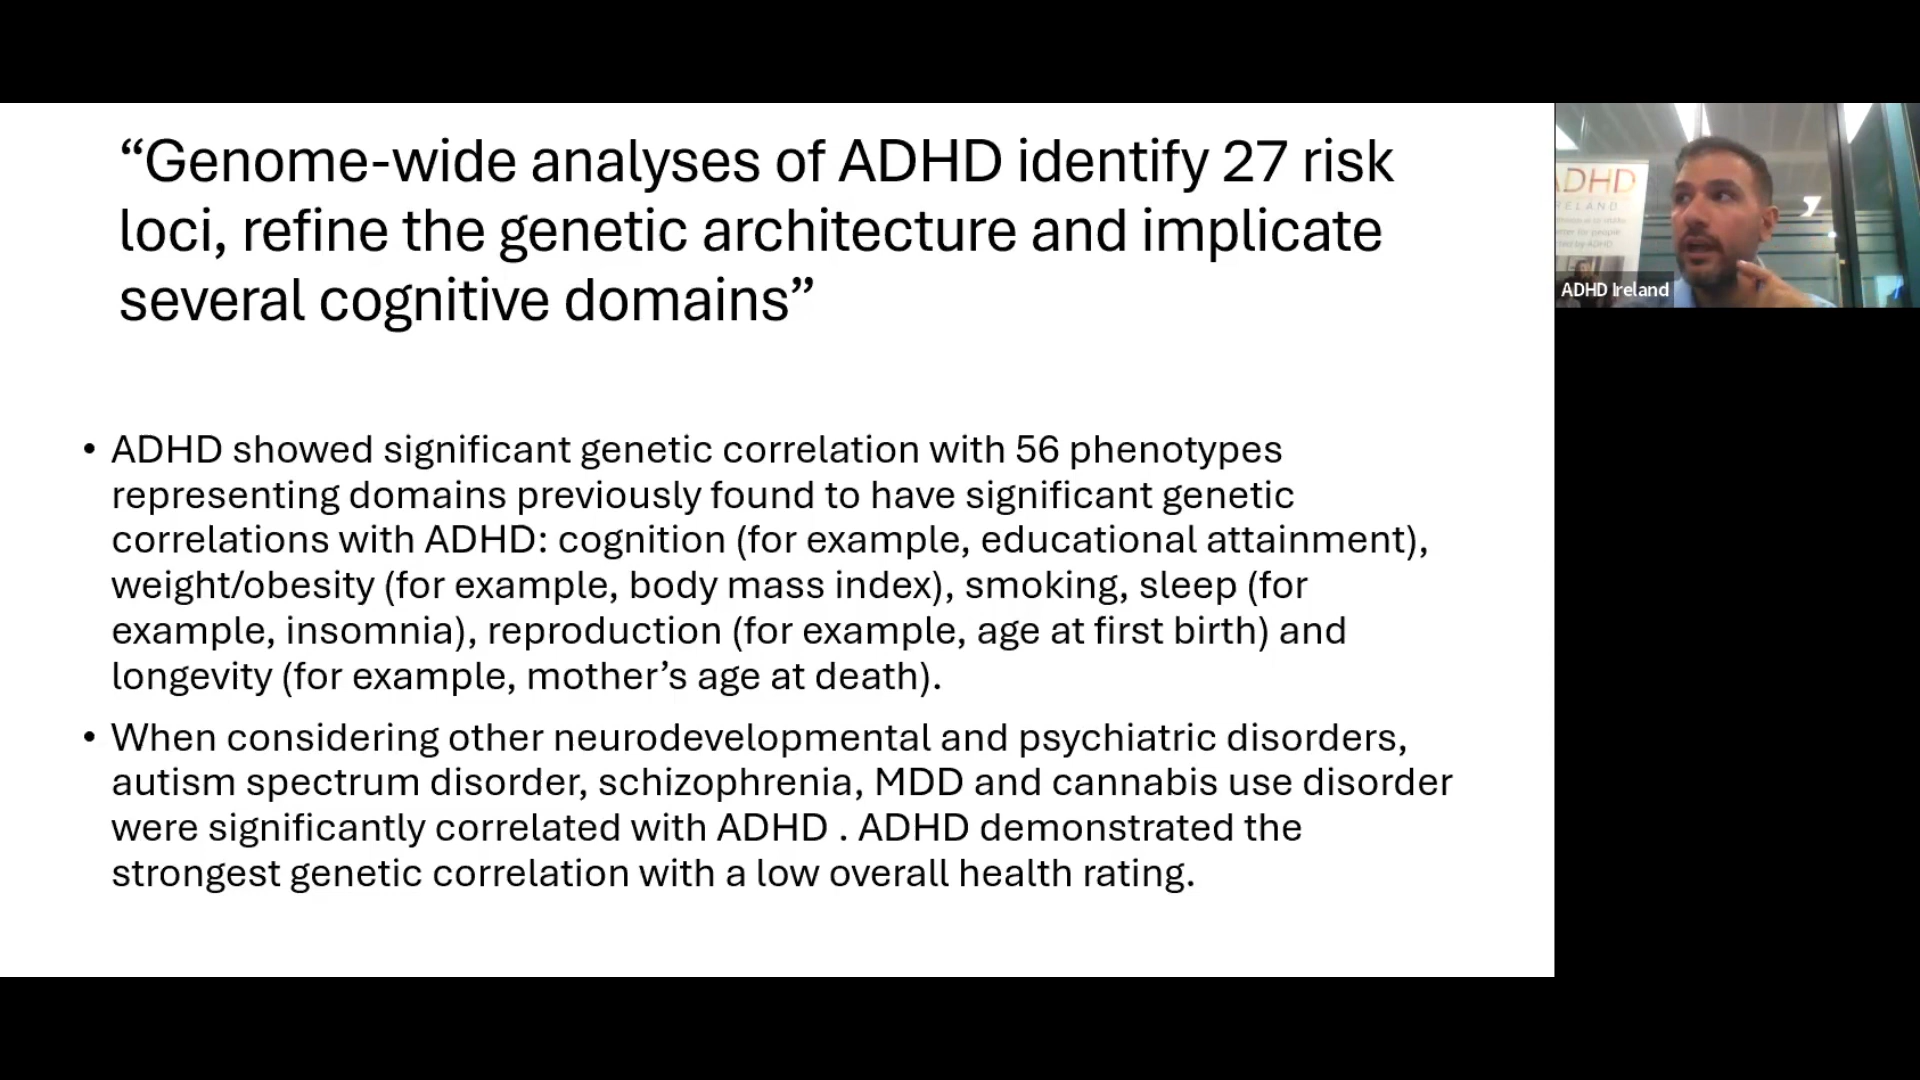 “Genome-wide analyses of ADHD identify 27 risk
loci, refine the genetic architecture and implicate
several cognitive domains”
• ADHD showed significant genetic correlation with 56 phenotypes
representing domains previously found to have significant genetic
correlations with ADHD: cognition (for example, educational attainment),
weight/obesity (for example, body mass index), smoking, sleep (for
example, insomnia), reproduction (for example, age at first birth) and
longevity (for example, mother’s age at death).
• When considering other neurodevelopmental and psychiatric disorders,
autism spectrum disorder, schizophrenia, MDD and cannabis use disorder
were significantly correlated with ADHD . ADHD demonstrated the
strongest genetic correlation with a low overall health rating.
ADHD
ADHD Ireland